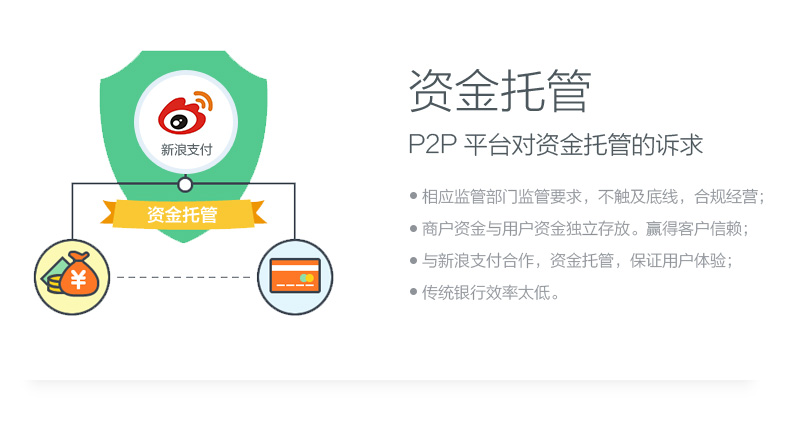 新浪支付
资金托管
¥
资金托管
P2P 平台对资金托管的诉求
• 相应监管部门监管要求，不触及底线，合规经营；
• 商户资金与用户资金独立存放。赢得客户信赖；
• 与新浪支付合作，资金托管，保证用户体验；
• 传统银行效率太低。